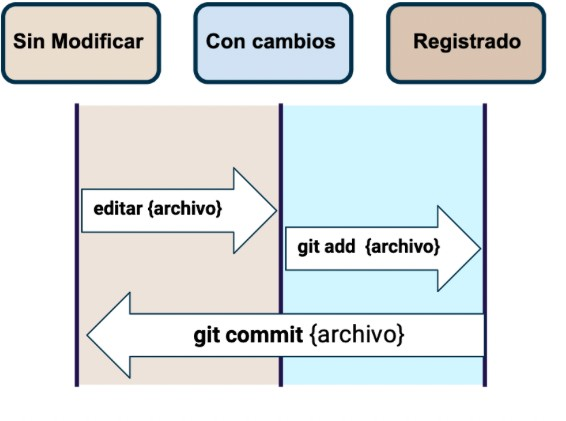 Sin Modificar
Con cambios
Registrado
editar {archivo}
git add {archivo}
git commit {archivo}